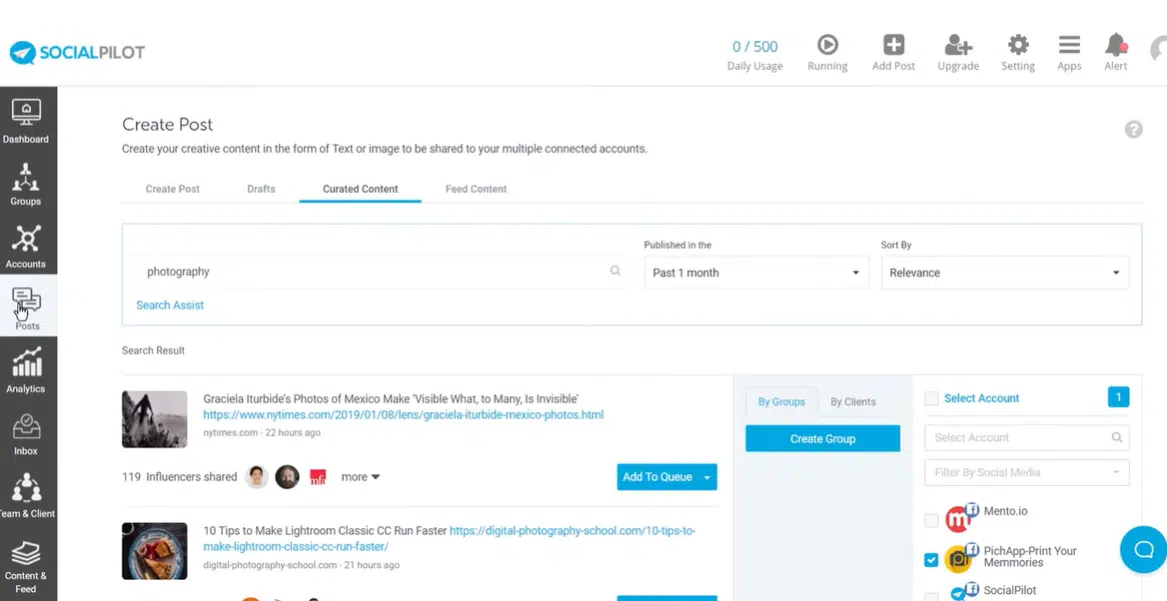 SOCIALPILOT
0 / 500
Daily Usage
Running
Add Post
Upgrade
Setting
Apps
Alert
Dashboard
Groups
Accounts
Posts
Analytics
Inbox
Team & Client
Content &
Feed
Create Post
Create your creative content in the form of Text or image to be shared to your multiple connected accounts.
?
Create Post
Drafts
Curated Content
Feed Content
photography
Search Assist
Published in the
Past 1 month
Sort By
Relevance
Search Result
Graciela Iturbide's Photos of Mexico Make 'Visible What, to Many, Is Invisible'
https://www.nytimes.com/2019/01/08/lens/graciela-iturbide-mexico-photos.html
nytimes.com - 22 hours ago
119 Influencers shared
more
Add To Queue
10 Tips to Make Lightroom Classic CC Run Faster https://digital-photography-school.com/10-tips-to-
make-lightroom-classic-cc-run-faster/
digital-photography-school.com - 21 hours ago
By Groups
By Clients
Create Group
Select Account
1
Select Account
Filter By Social Media
Mento.io
PichApp-Print Your
Memmories
SocialPilot